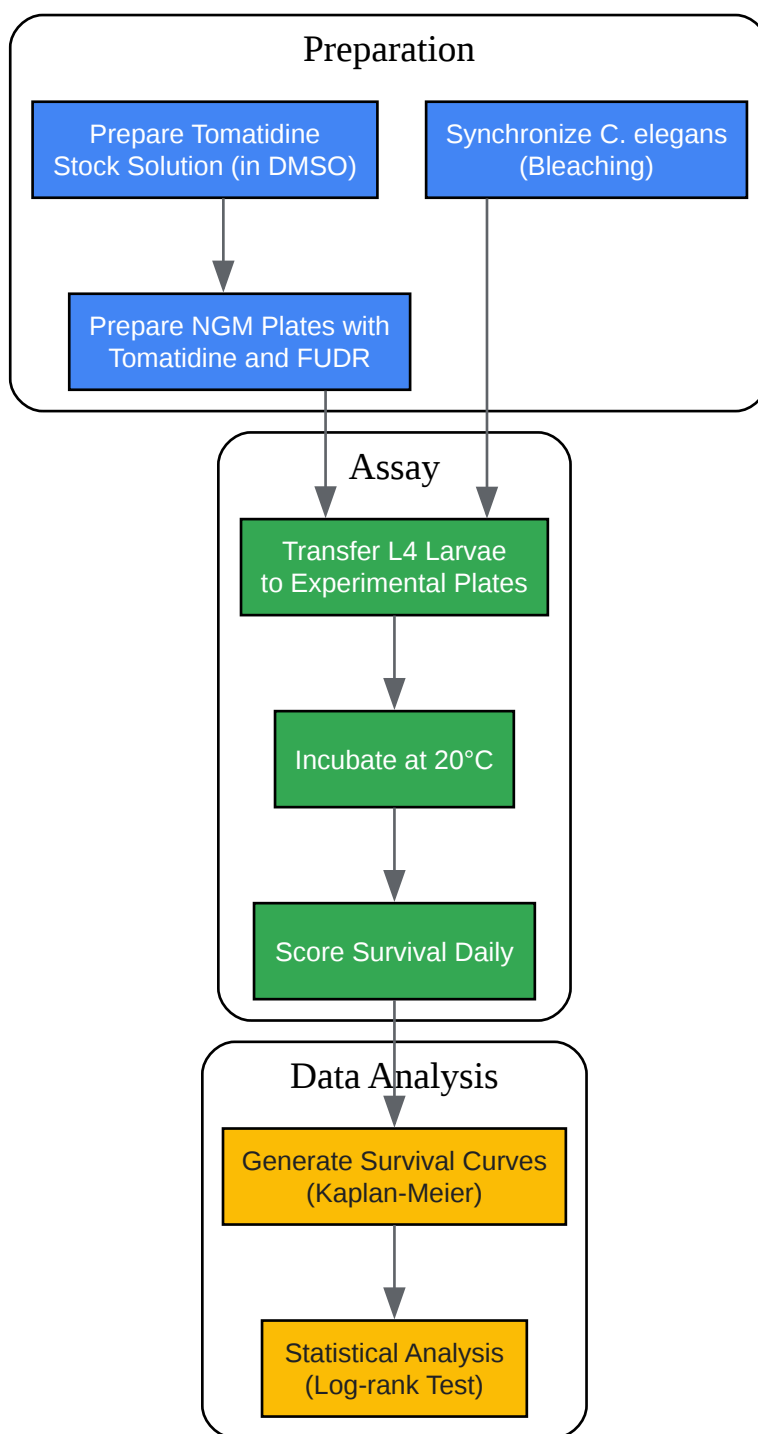 Preparation
Prepare Tomatidine
Stock Solution (in DMSO)
Synchronize C. elegans
(Bleaching)
Prepare NGM Plates with
Tomatidine and FUDR
Assay
Transfer L4 Larvae
to Experimental Plates
Incubate at 20°C
Score Survival Daily
Data Analysis
Generate Survival Curves
(Kaplan-Meier)
Statistical Analysis
(Log-rank Test)